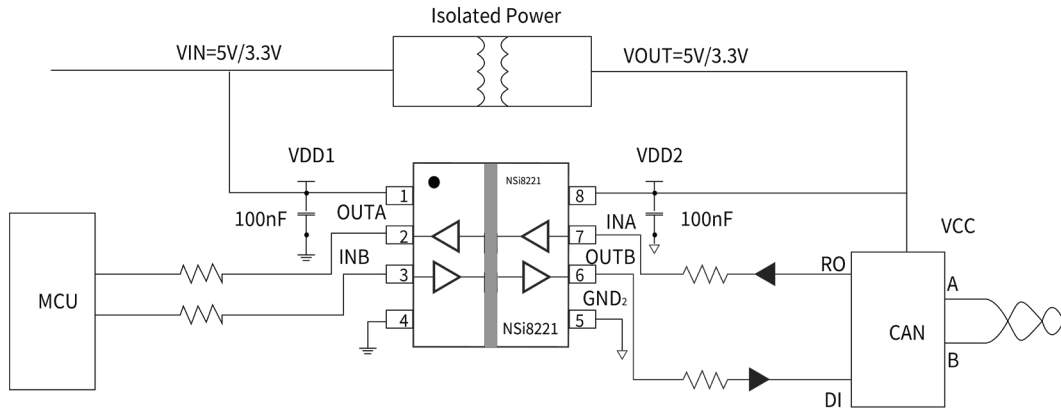 Isolated Power
VIN=5V/3.3V
VOUT=5V/3.3V
VDD1
VDD2
NSi8221
1
8
100nF
100nF
OUTA
INA
2
7
VCC
INB
OUTB
3
6
RO
A
MCU
GND2
4
5
NSi8221
CAN
B
DI